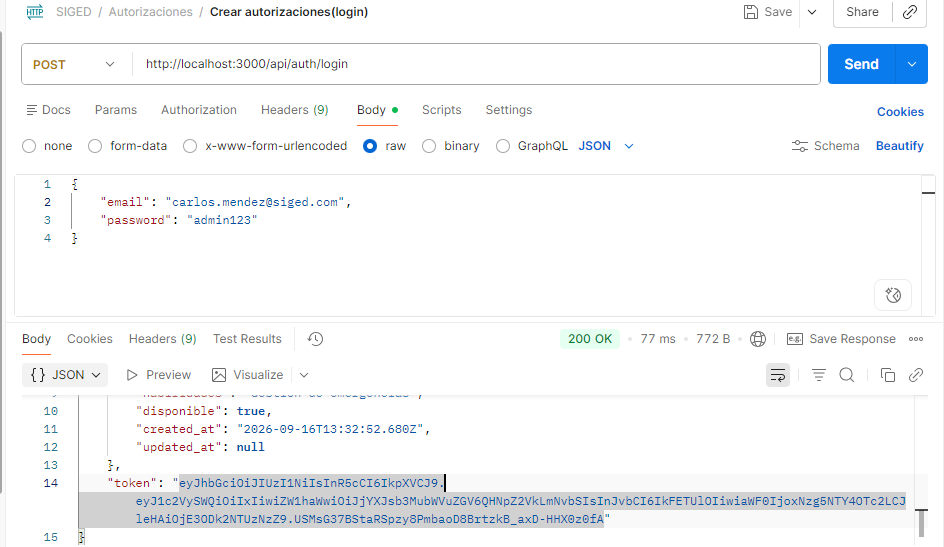 HTTP SIGED / Autorizaciones / Crear autorizaciones(login) Save Share
POST http://localhost:3000/api/auth/login Send
Docs Params Authorization Headers (9) Body Scripts Settings Cookies
none form-data x-www-form-urlencoded raw binary GraphQL JSON Schema Beautify
1 {
2 "email": "carlos.mendez@siged.com",
3 "password": "admin123"
4 }
Body Cookies Headers (9) Test Results 200 OK 77 ms 772 B e.g. Save Response
{} JSON Preview Visualize
10 "disponible": true,
11 "created_at": "2026-09-16T13:32:52.680Z",
12 "updated_at": null
13 },
14 "token": "eyJhbGciOiJIUzI1NiIsInR5cCI6IkpXVCJ9.
eyJ1c2VySWQiOiIxIiwiZW1haWwiOiJjYXJsb3MubWVuZGV6QHNpZ2VkLmNvbSIsInJvbCI6IkFETUlOIiwiaWF0IjoxNzg5NTY4OTc2LCJ
leHAiOjE3ODk2NTUzNzZ9.USMsG37BStaRSpzy8PmbaoD8BrtzkB_axD-HHX0z0fA"
15 }